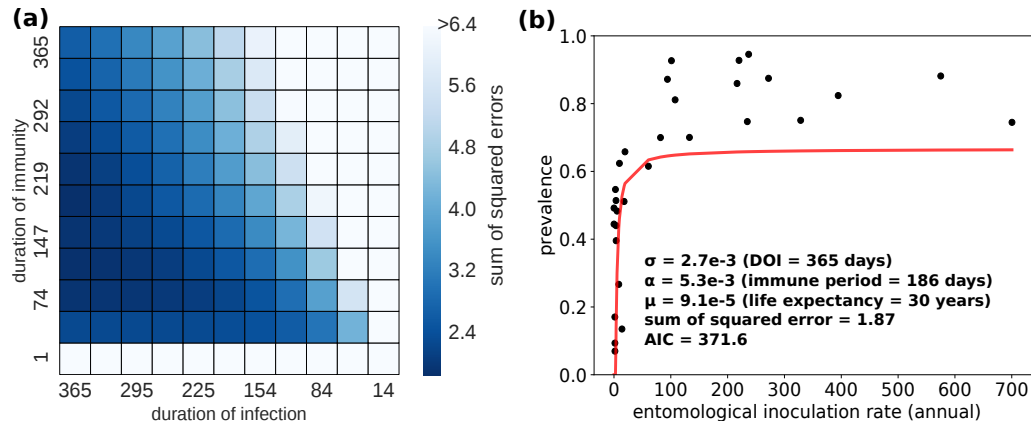 (a)
365
292
219
147
74
1
duration of immunity
365 295 225 154 84 14
duration of infection
>6.4
5.6
4.8
4.0
3.2
2.4
sum of squared errors
(b)
1.0
0.8
0.6
0.4
0.2
0.0
prevalence
σ = 2.7e-3 (DOI = 365 days)
α = 5.3e-3 (immune period = 186 days)
μ = 9.1e-5 (life expectancy = 30 years)
sum of squared error = 1.87
AIC = 371.6
0 100 200 300 400 500 600 700
entomological inoculation rate (annual)